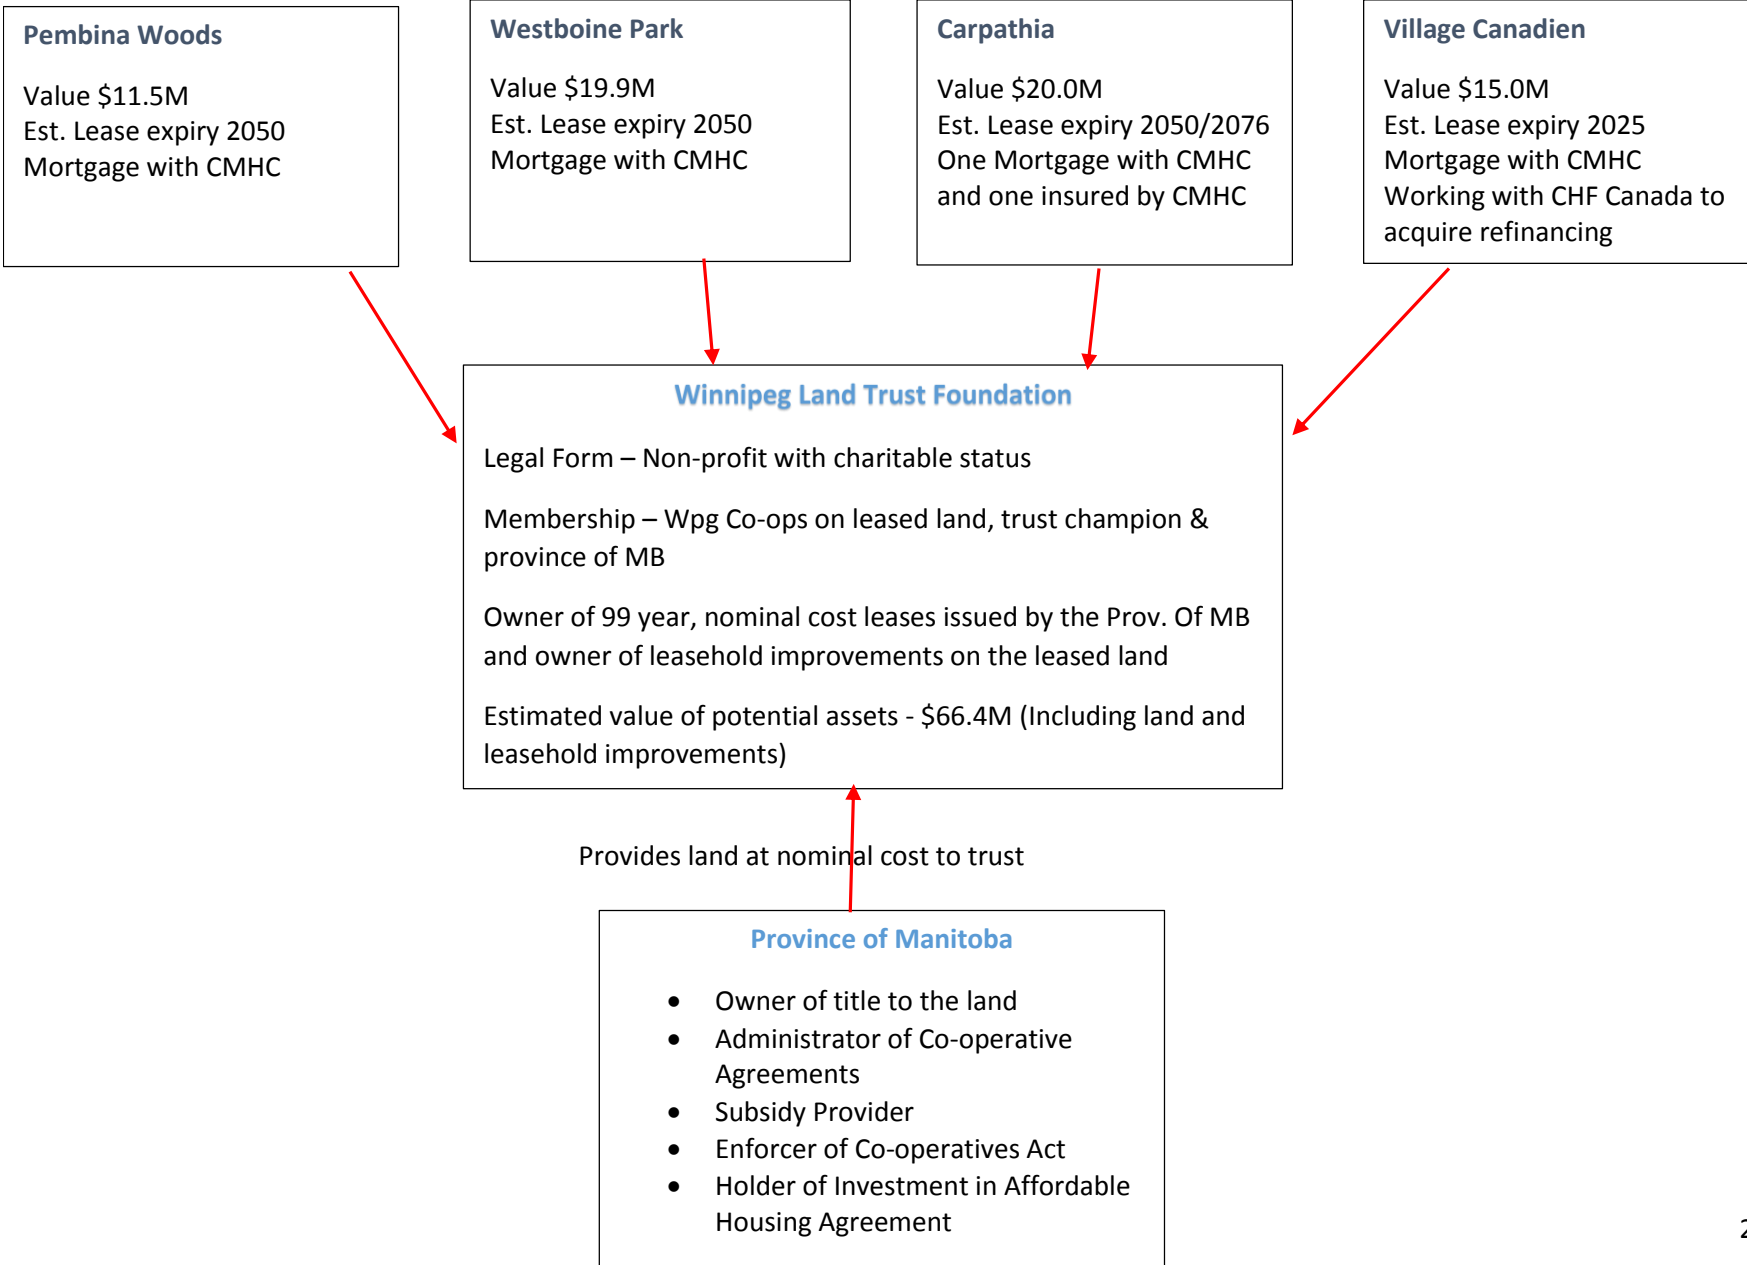 Pembina Woods
Value $11.5M
Est. Lease expiry 2050
Mortgage with CMHC
Westboine Park
Value $19.9M
Est. Lease expiry 2050
Mortgage with CMHC
Carpathia
Value $20.0M
Est. Lease expiry 2050/2076
One Mortgage with CMHC
and one insured by CMHC
Village Canadien
Value $15.0M
Est. Lease expiry 2025
Mortgage with CMHC
Working with CHF Canada to
acquire refinancing
Winnipeg Land Trust Foundation
Legal Form – Non-profit with charitable status
Membership – Wpg Co-ops on leased land, trust champion &
province of MB
Owner of 99 year, nominal cost leases issued by the Prov. Of MB
and owner of leasehold improvements on the leased land
Estimated value of potential assets - $66.4M (Including land and
leasehold improvements)
Provides land at nominal cost to trust
Province of Manitoba
• Owner of title to the land
• Administrator of Co-operative
Agreements
• Subsidy Provider
• Enforcer of Co-operatives Act
• Holder of Investment in Affordable
Housing Agreement
2